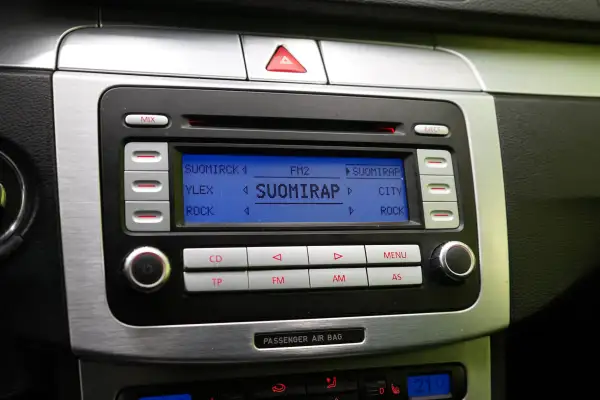 MIX
SUOMIRCK FM2 SUOMIRAP
YLEX SUOMIRAP CITY
ROCK ROCK
CD MENU
TP FM AM AS
PASSENGER AIR BAG